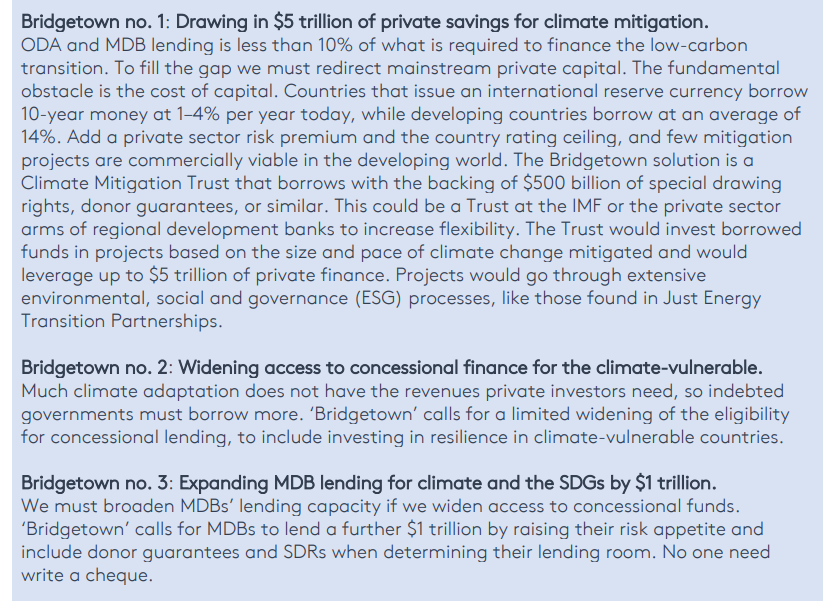 Bridgetown no. 1: Drawing in $5 trillion of private savings for climate mitigation.
ODA and MDB lending is less than 10% of what is required to finance the low-carbon
transition. To fill the gap we must redirect mainstream private capital. The fundamental
obstacle is the cost of capital. Countries that issue an international reserve currency borrow
10-year money at 1–4% per year today, while developing countries borrow at an average of
14%. Add a private sector risk premium and the country rating ceiling, and few mitigation
projects are commercially viable in the developing world. The Bridgetown solution is a
Climate Mitigation Trust that borrows with the backing of $500 billion of special drawing
rights, donor guarantees, or similar. This could be a Trust at the IMF or the private sector
arms of regional development banks to increase flexibility. The Trust would invest borrowed
funds in projects based on the size and pace of climate change mitigated and would
leverage up to $5 trillion of private finance. Projects would go through extensive
environmental, social and governance (ESG) processes, like those found in Just Energy
Transition Partnerships.
Bridgetown no. 2: Widening access to concessional finance for the climate-vulnerable.
Much climate adaptation does not have the revenues private investors need, so indebted
governments must borrow more. ‘Bridgetown’ calls for a limited widening of the eligibility
for concessional lending, to include investing in resilience in climate-vulnerable countries.
Bridgetown no. 3: Expanding MDB lending for climate and the SDGs by $1 trillion.
We must broaden MDBs’ lending capacity if we widen access to concessional funds.
‘Bridgetown’ calls for MDBs to lend a further $1 trillion by raising their risk appetite and
include donor guarantees and SDRs when determining their lending room. No one need
write a cheque.